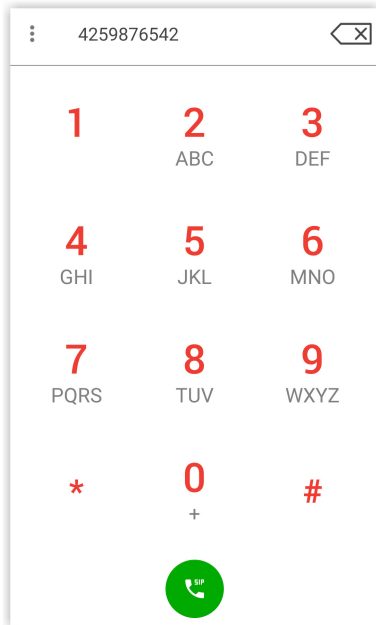 4259876542
1 2 3
ABC DEF
4 5 6
GHI JKL MNO
7 8 9
PQRS TUV WXYZ
* 0 #
+
SIP